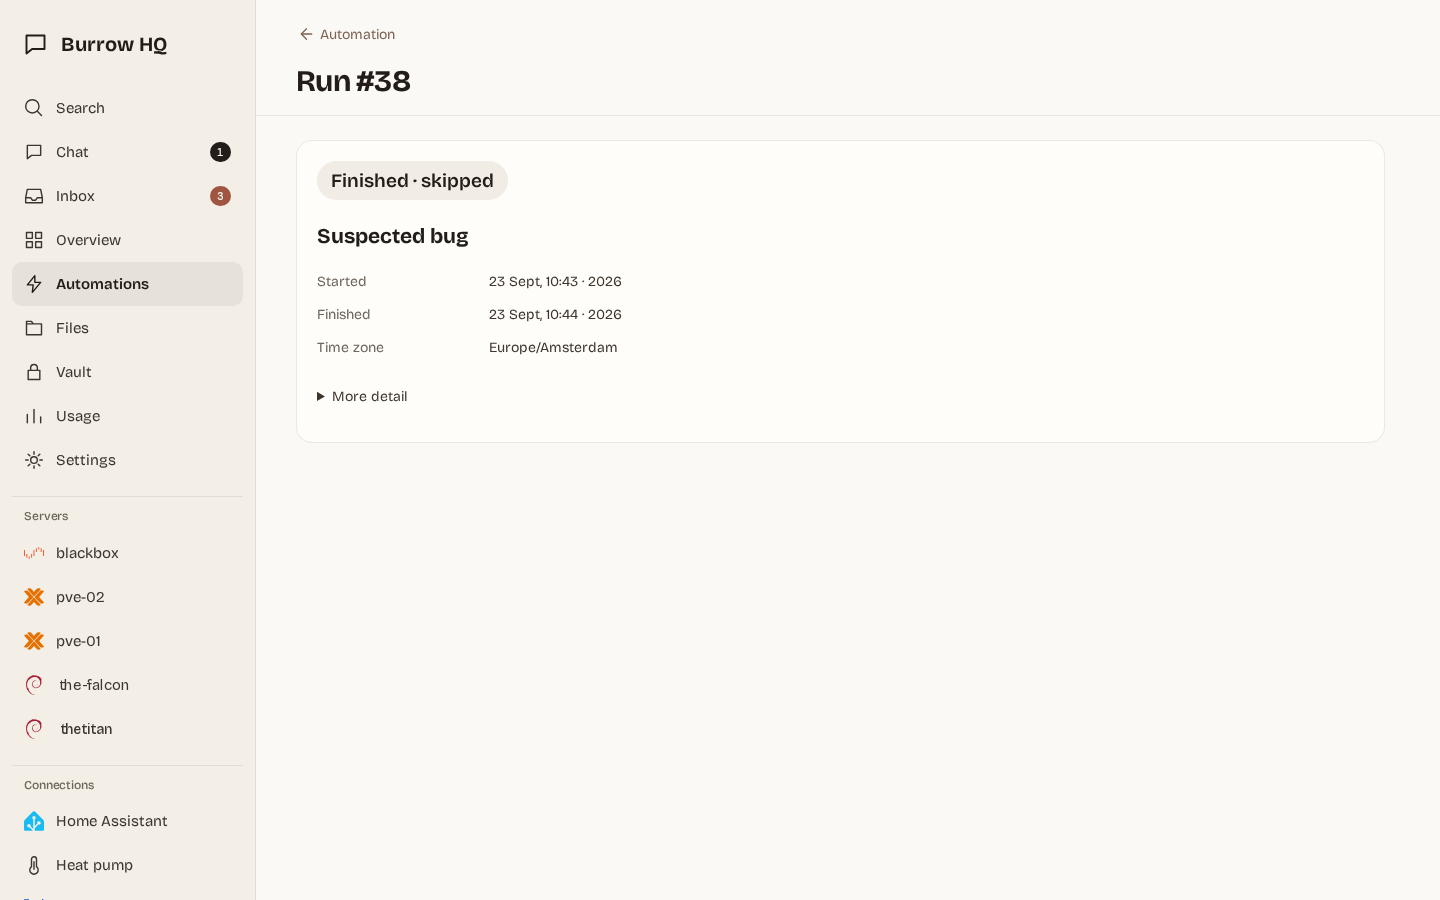 Burrow HQ
Search
Chat 1
Inbox 3
Overview
Automations
Files
Vault
Usage
Settings
Servers
blackbox
pve-02
pve-01
the-falcon
thetitan
Connections
Home Assistant
Heat pump
Automation
Run #38
Finished · skipped
Suspected bug
Started 23 Sept, 10:43 · 2026
Finished 23 Sept, 10:44 · 2026
Time zone Europe/Amsterdam
More detail